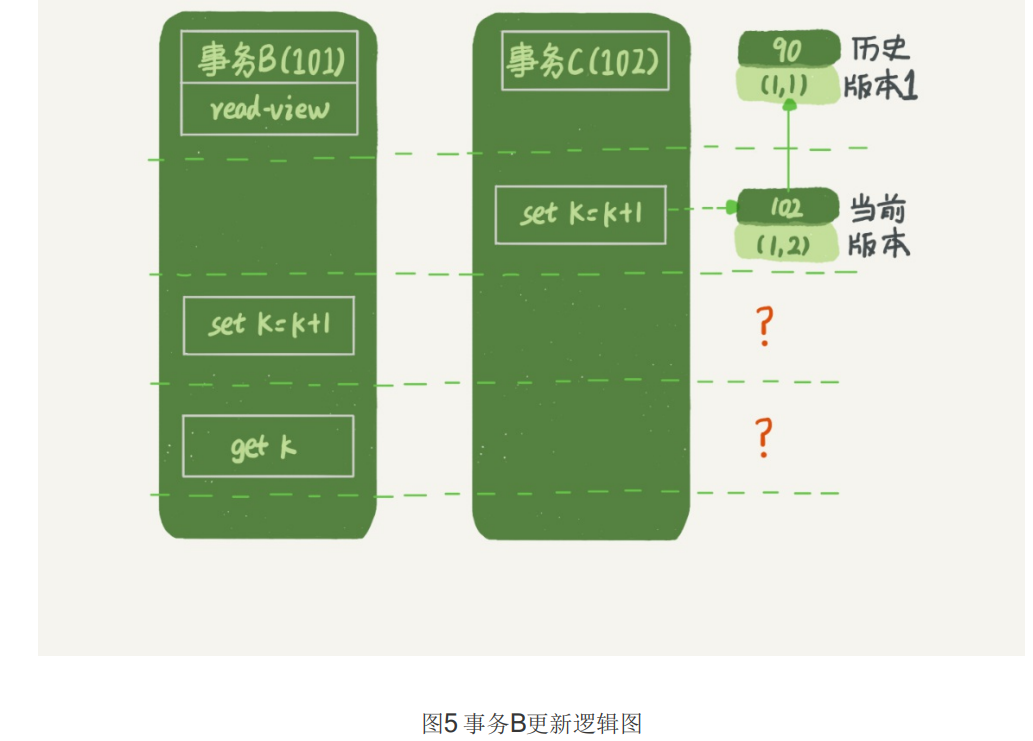 事务B(101)
read-view
事务C(102)
90
(1,1)
历史
版本1
set k=k+1
102
(1,2)
当前
版本
set k=k+1
?
get k
?
图5 事务B更新逻辑图